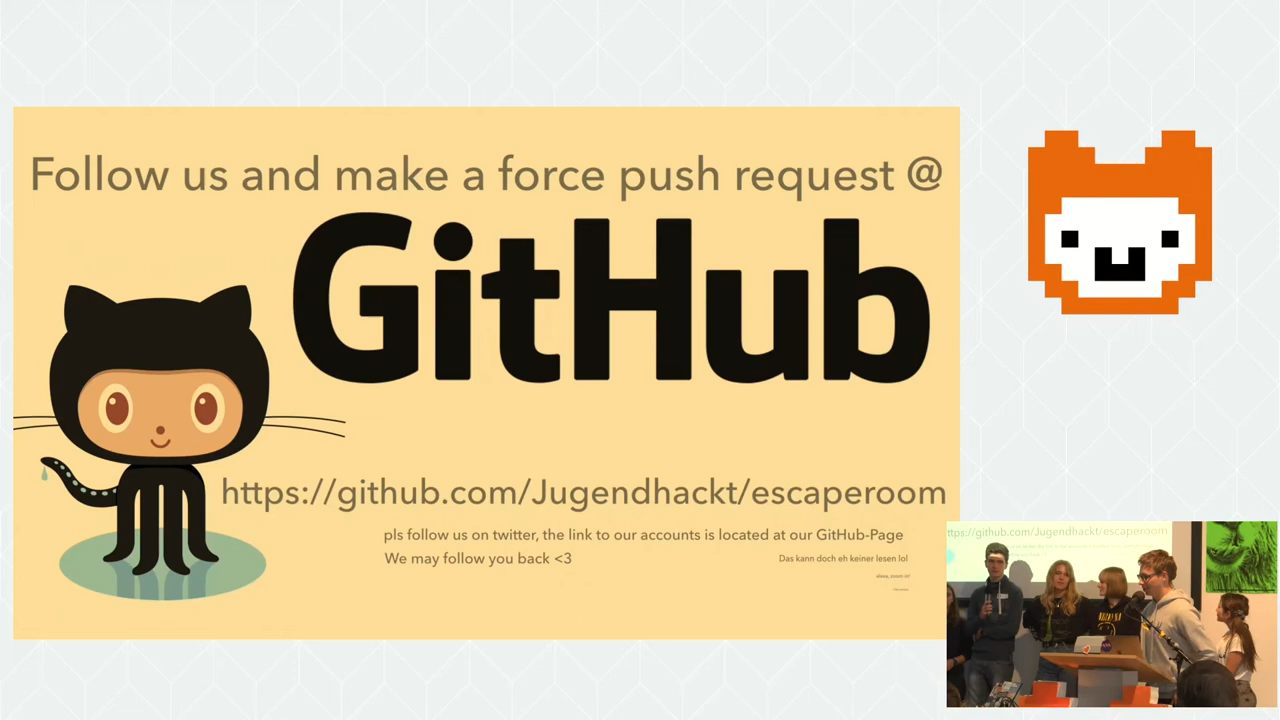 Follow us and make a force push request @
GitHub
https://github.com/Jugendhackt/escaperoom
pls follow us on twitter, the link to our accounts is located at our GitHub-Page
We may follow you back <3
Das kann doch eh keiner lesen lol
https://github.com/Jugendhackt/escaperoom